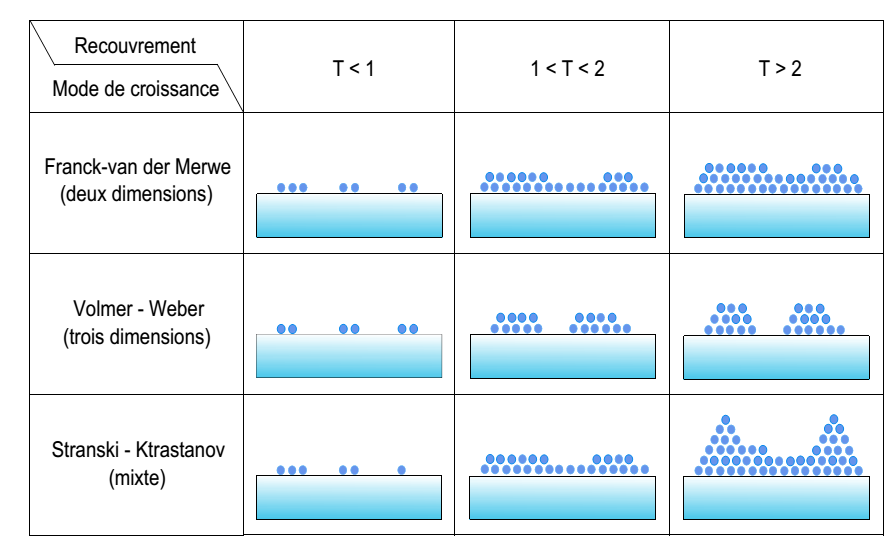 Recouvrement
Mode de croissance
T < 1
1 < T < 2
T > 2
Franck-van der Merwe
(deux dimensions)
Volmer - Weber
(trois dimensions)
Stranski - Ktrastanov
(mixte)